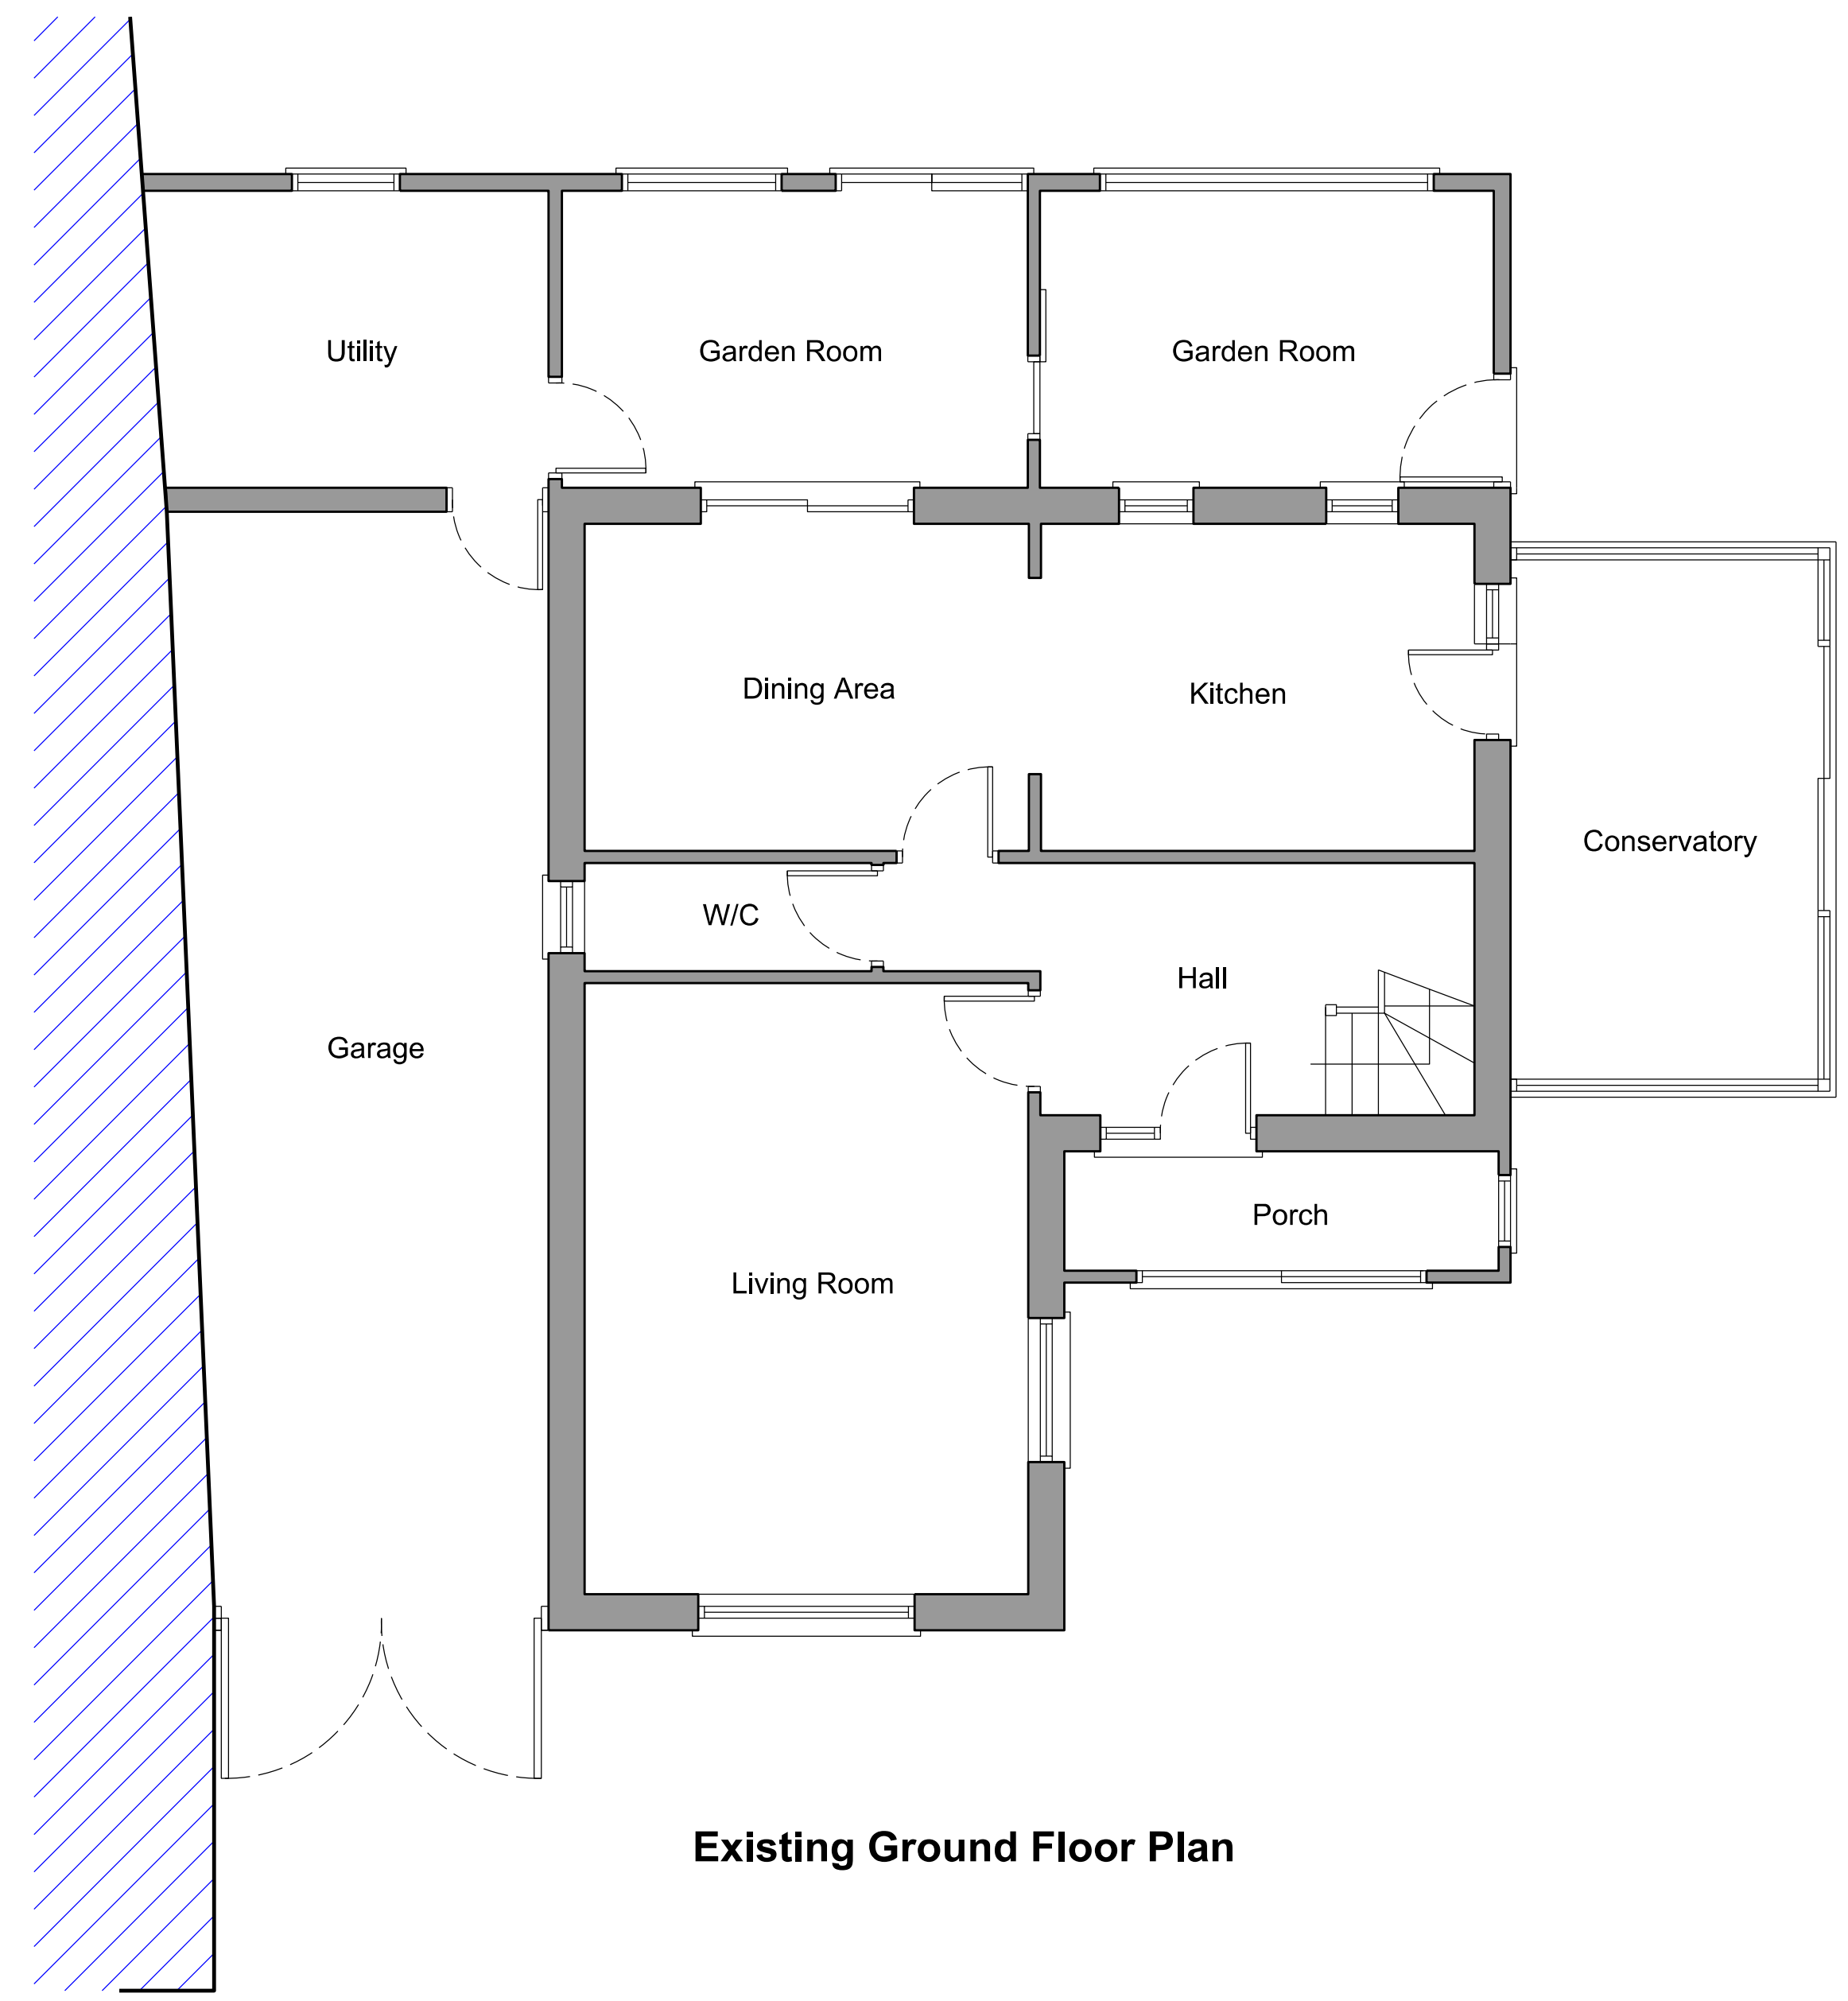 Utility
Garden Room
Garden Room
Dining Area
Kitchen
Conservatory
W/C
Hall
Garage
Porch
Living Room
Existing Ground Floor Plan